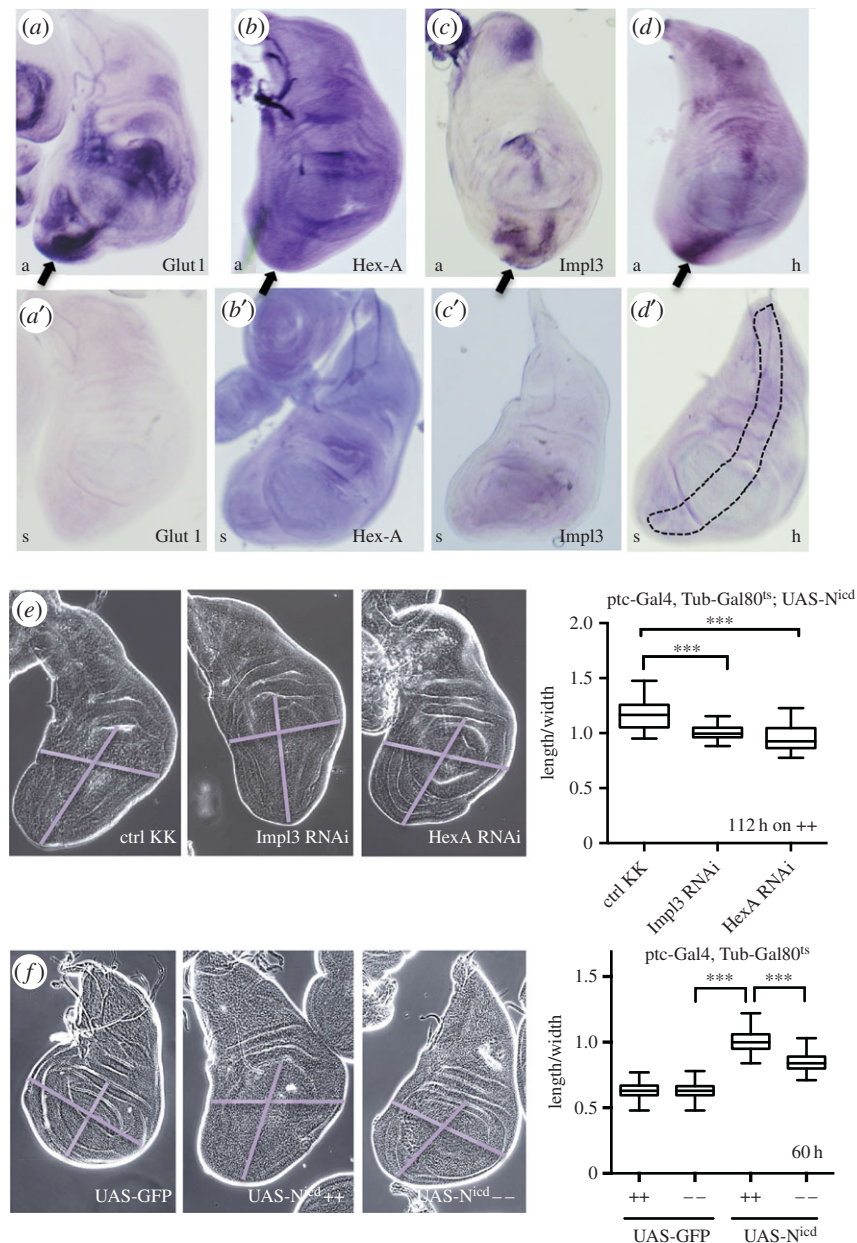 (a)
a
Glut1
(b)
a
Hex-A
(c)
a
Impl3
(d)
a
h
(a′)
s
Glut 1
(b′)
s
Hex-A
(c′)
s
Impl3
(d′)
s
h
(e)
ctrl KK
Impl3 RNAi
HexA RNAi
ptc-Gal4, Tub-Gal80ts; UAS-Nicd
***
***
2.0
1.5
1.0
0.5
0
length/width
112 h on ++
ctrl KK
Impl3 RNAi
HexA RNAi
(f)
UAS-GFP
UAS-Nicd ++
UAS-Nicd – –
ptc-Gal4, Tub-Gal80ts
*** ***
1.5
1.0
0.5
0
length/width
60 h
++ – – ++ – –
UAS-GFP UAS-Nicd